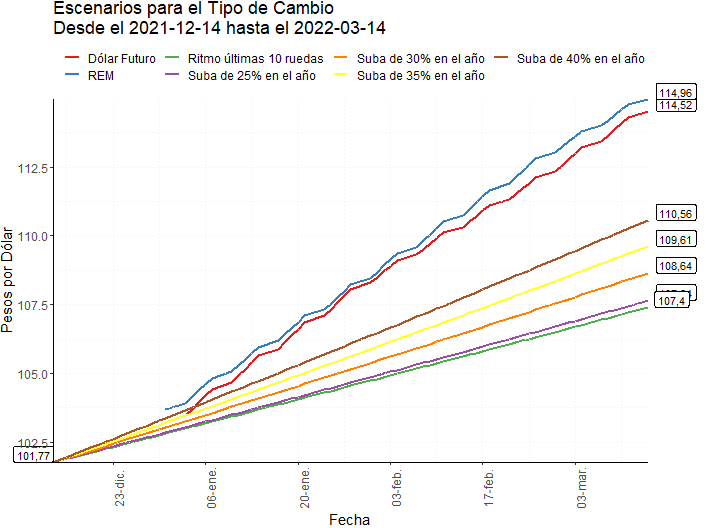 Escenarios para el Tipo de Cambio
Desde el 2021-12-14 hasta el 2022-03-14
Dólar Futuro Ritmo últimas 10 ruedas Suba de 30% en el año Suba de 40% en el año
REM Suba de 25% en el año Suba de 35% en el año
114,96
114,52
112.5
110,56
110.0
109,61
108,64
107.5
107,4
105.0
102.5
101,77
Pesos por Dólar
23-dic.
06-ene.
20-ene.
03-feb.
17-feb.
03-mar.
Fecha